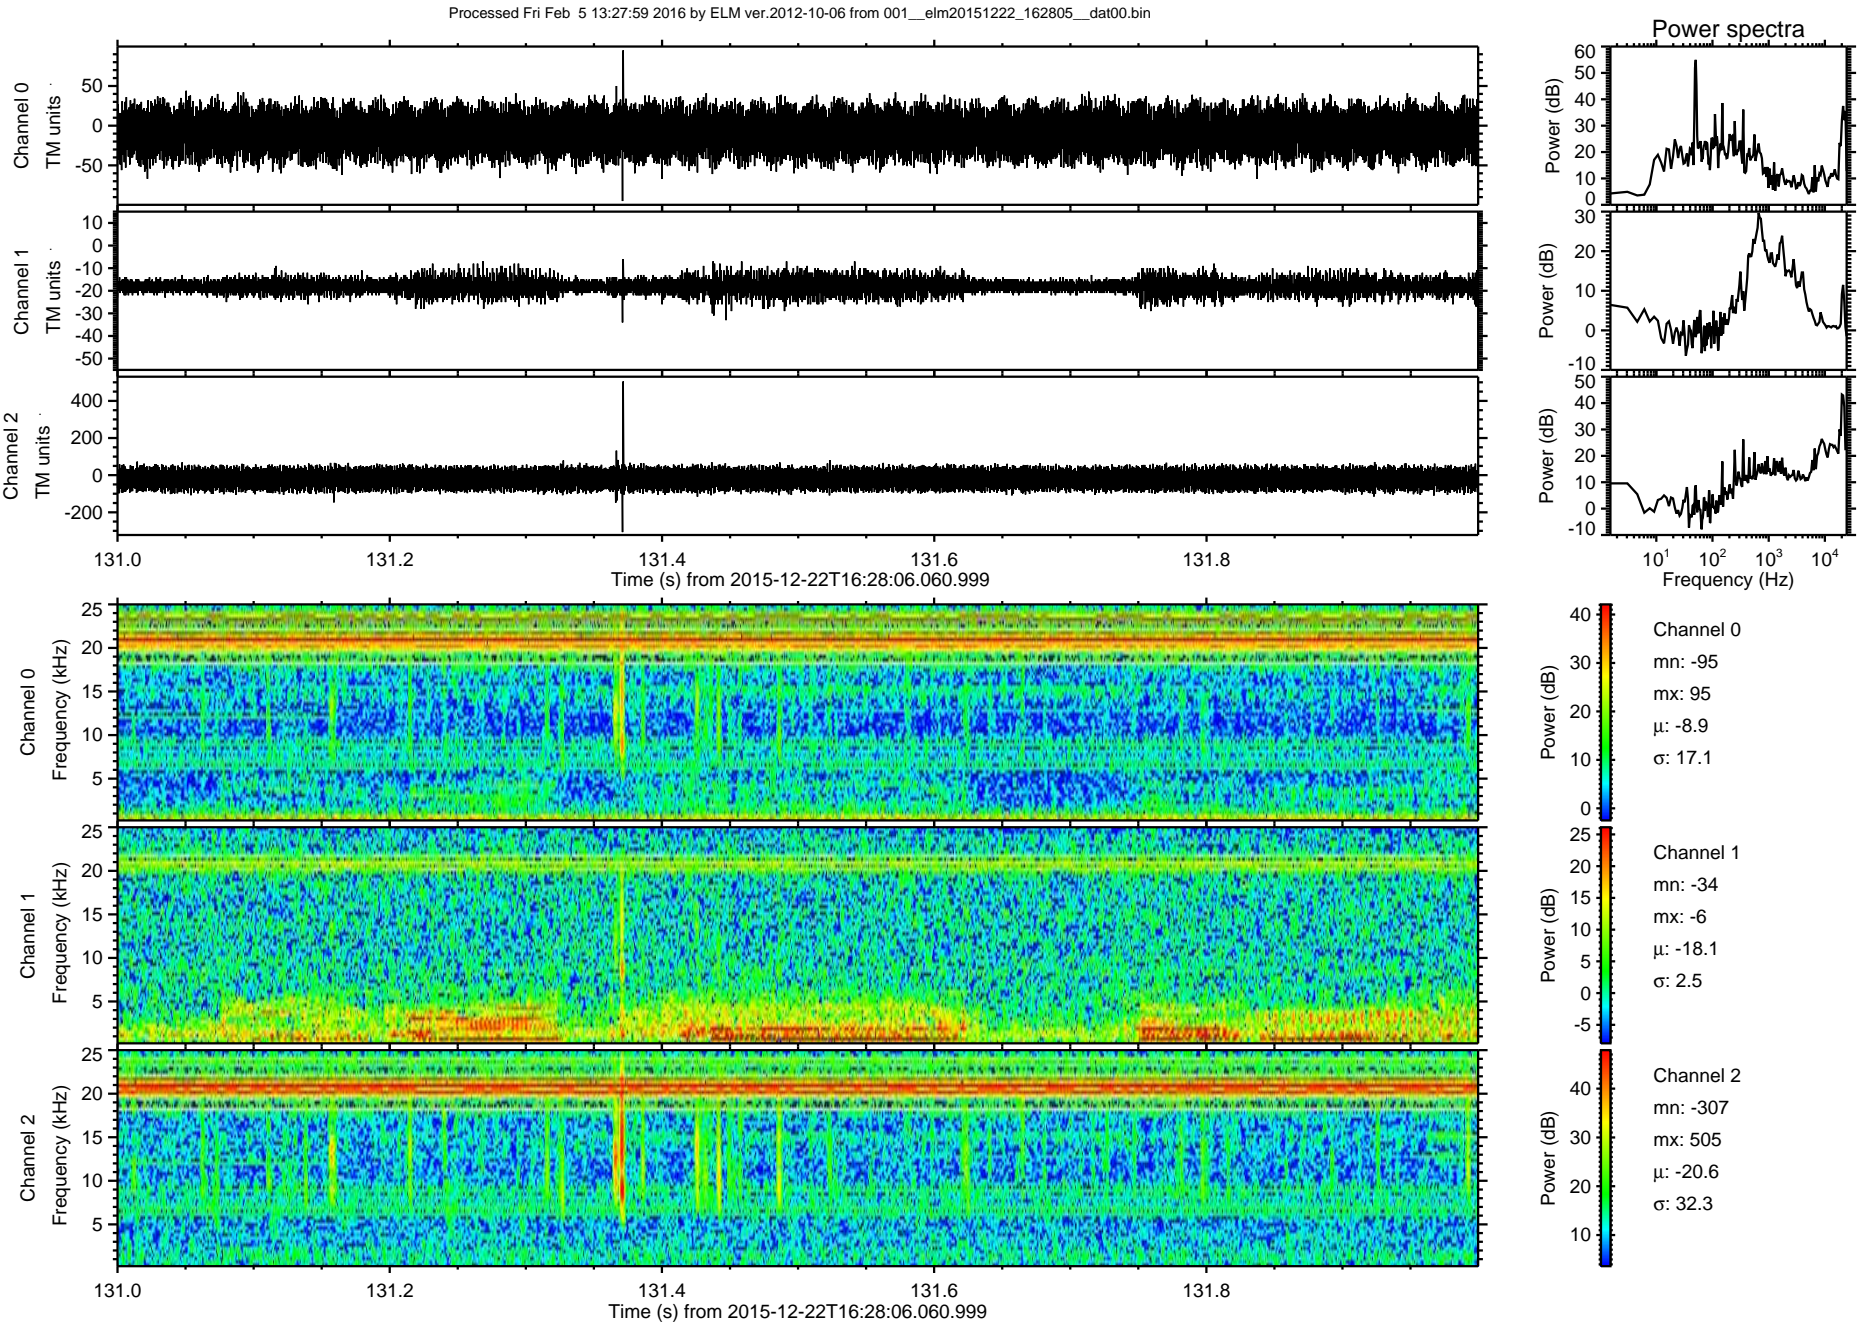 Processed Fri Feb  5 13:27:59 2016 by ELM ver.2012-10-06 from 001__elm20151222_162805__dat00.bin
Power spectra
Channel 0
TM units
50
0
-50
Power (dB)
60
50
40
30
20
10
0
Channel 1
TM units
10
0
-10
-20
-30
-40
-50
Power (dB)
30
20
10
0
-10
Channel 2
TM units
400
200
0
-200
Power (dB)
50
40
30
20
10
0
-10
131.0 131.2 131.4 131.6 131.8
Time (s) from 2015-12-22T16:28:06.060.999
10^1 10^2 10^3 10^4
Frequency (Hz)
Channel 0
Frequency (kHz)
25
20
15
10
5
Power (dB)
40
30
20
10
0
Channel 0
mn: -95
mx: 95
μ: -8.9
σ: 17.1
Channel 1
Frequency (kHz)
25
20
15
10
5
Power (dB)
25
20
15
10
5
0
-5
Channel 1
mn: -34
mx: -6
μ: -18.1
σ: 2.5
Channel 2
Frequency (kHz)
25
20
15
10
5
Power (dB)
40
30
20
10
Channel 2
mn: -307
mx: 505
μ: -20.6
σ: 32.3
131.0 131.2 131.4 131.6 131.8
Time (s) from 2015-12-22T16:28:06.060.999